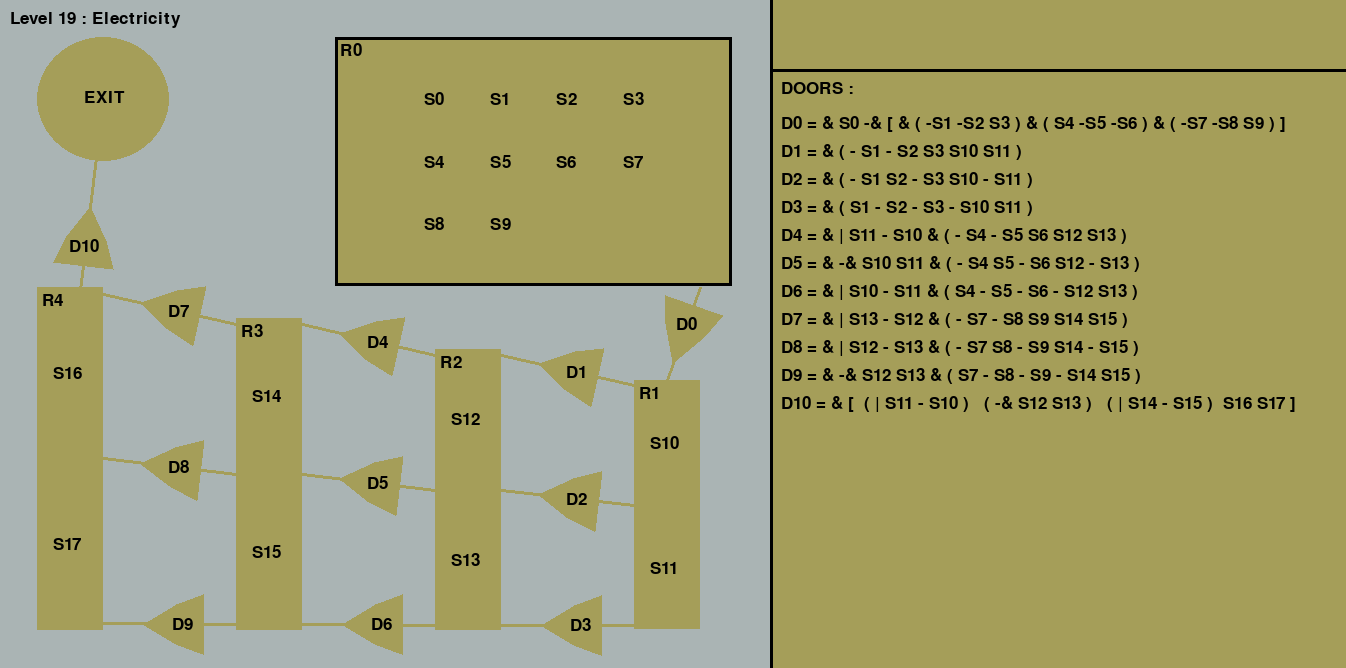 Level 19 : Electricity
EXIT
R0
S0 S1 S2 S3
S4 S5 S6 S7
S8 S9
D10
D0
R4
D7
R3
D4
R2
D1
R1
S16
S14
S12
S10
D8
D5
D2
S17
S15
S13
S11
D9
D6
D3
DOORS :
D0 = & S0 -& [ & ( -S1 -S2 S3 ) & ( S4 -S5 -S6 ) & ( -S7 -S8 S9 ) ]
D1 = & ( - S1 - S2 S3 S10 S11 )
D2 = & ( - S1 S2 - S3 S10 - S11 )
D3 = & ( S1 - S2 - S3 - S10 S11 )
D4 = & | S11 - S10 & ( - S4 - S5 S6 S12 S13 )
D5 = & -& S10 S11 & ( - S4 S5 - S6 S12 - S13 )
D6 = & | S10 - S11 & ( S4 - S5 - S6 - S12 S13 )
D7 = & | S13 - S12 & ( - S7 - S8 S9 S14 S15 )
D8 = & | S12 - S13 & ( - S7 S8 - S9 S14 - S15 )
D9 = & -& S12 S13 & ( S7 - S8 - S9 - S14 S15 )
D10 = & [ ( | S11 - S10 ) ( -& S12 S13 ) ( | S14 - S15 ) S16 S17 ]